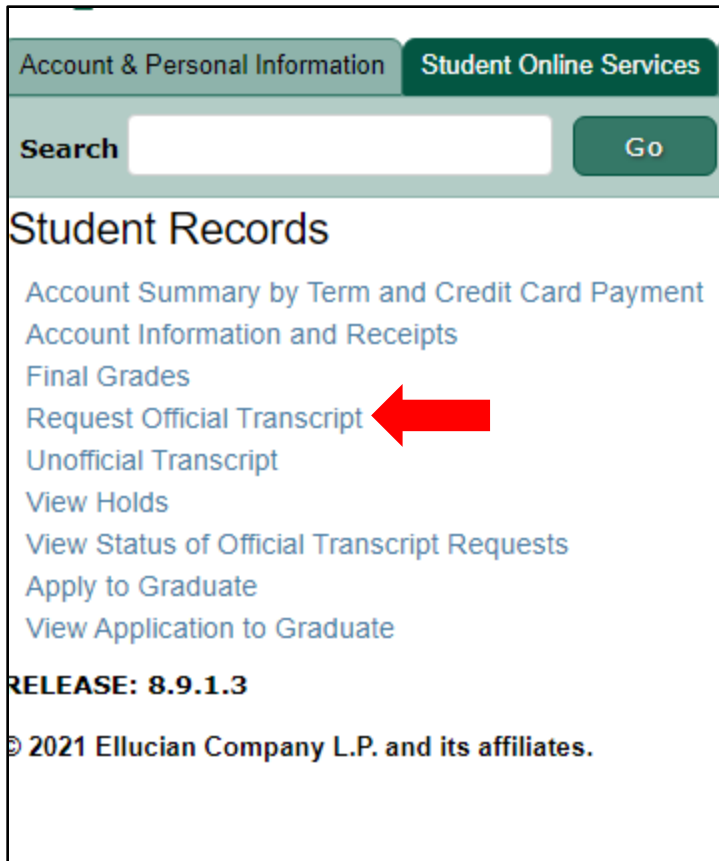 Account & Personal Information Student Online Services
Search Go
Student Records
Account Summary by Term and Credit Card Payment
Account Information and Receipts
Final Grades
Request Official Transcript
Unofficial Transcript
View Holds
View Status of Official Transcript Requests
Apply to Graduate
View Application to Graduate
RELEASE: 8.9.1.3
© 2021 Ellucian Company L.P. and its affiliates.